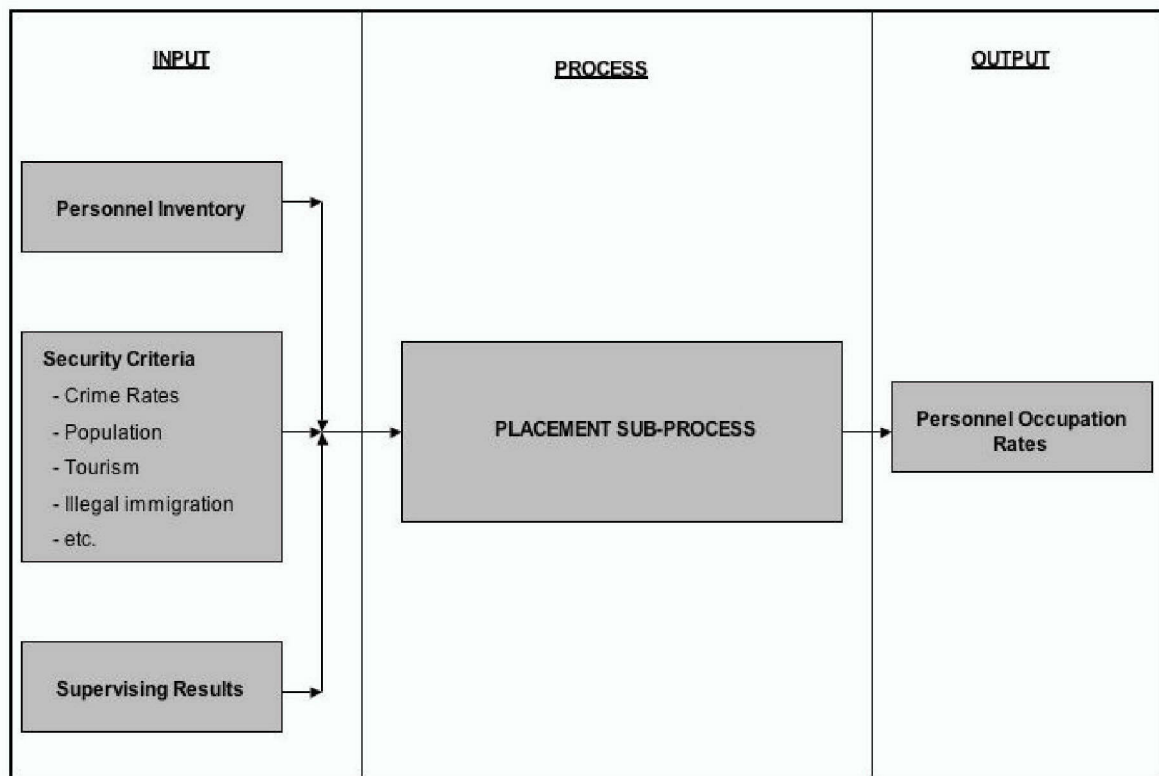 INPUT
PROCESS
OUTPUT
Personnel Inventory
Security Criteria
- Crime Rates
- Population
- Tourism
- Illegal immigration
- etc.
Supervising Results
PLACEMENT SUB-PROCESS
Personnel Occupation
Rates